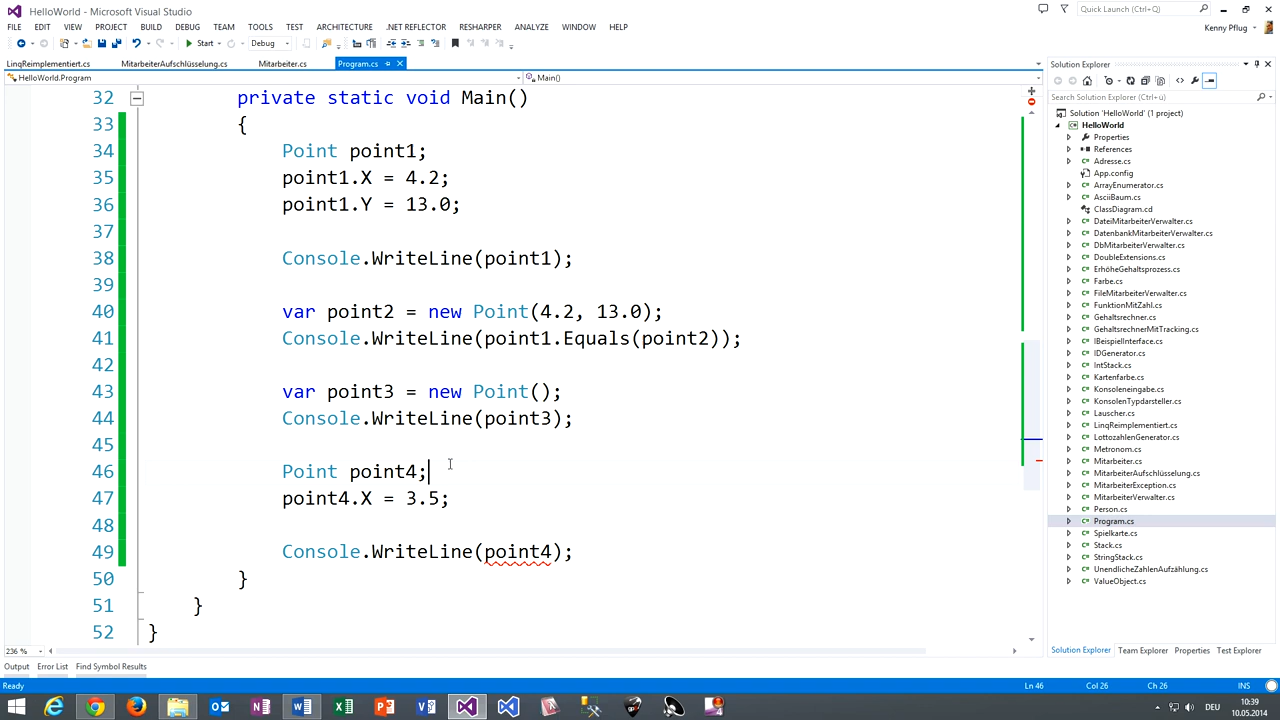 HelloWorld - Microsoft Visual Studio
Quick Launch (Ctrl+Q)
FILE EDIT VIEW PROJECT BUILD DEBUG TEAM TOOLS TEST ARCHITECTURE .NET REFLECTOR RESHARPER ANALYZE WINDOW HELP
Kenny Pflug
Start Debug
LinqReimplementiert.cs MitarbeiterAufschlüsselung.cs Mitarbeiter.cs Program.cs
HelloWorld.Program Main()
32 private static void Main()
33 {
34 Point point1;
35 point1.X = 4.2;
36 point1.Y = 13.0;
37
38 Console.WriteLine(point1);
39
40 var point2 = new Point(4.2, 13.0);
41 Console.WriteLine(point1.Equals(point2));
42
43 var point3 = new Point();
44 Console.WriteLine(point3);
45
46 Point point4;
47 point4.X = 3.5;
48
49 Console.WriteLine(point4);
50 }
51 }
52 }
236 %
Solution Explorer
Search Solution Explorer (Ctrl+ü)
Solution 'HelloWorld' (1 project)
HelloWorld
Properties
References
Adresse.cs
App.config
ArrayEnumerator.cs
AsciiBaum.cs
ClassDiagram.cd
DateiMitarbeiterVerwalter.cs
DatenbankMitarbeiterVerwalter.cs
DbMitarbeiterVerwalter.cs
DoubleExtensions.cs
ErhöheGehaltsprozess.cs
Farbe.cs
FileMitarbeiterVerwalter.cs
FunktionMitZahl.cs
Gehaltsrechner.cs
GehaltsrechnerMitTracking.cs
IBeispielInterface.cs
IDGenerator.cs
IntStack.cs
Kartenfarbe.cs
Konsoleneingabe.cs
KonsolenTypdarsteller.cs
Lauscher.cs
LinqReimplementiert.cs
LottozahlenGenerator.cs
Metronom.cs
Mitarbeiter.cs
MitarbeiterAufschlüsselung.cs
MitarbeiterException.cs
MitarbeiterVerwalter.cs
Person.cs
Program.cs
Spielkarte.cs
Stack.cs
StringStack.cs
UnendlicheZahlenAufzählung.cs
ValueObject.cs
Solution Explorer Team Explorer Properties Test Explorer
Output Error List Find Symbol Results
Ready Ln 46 Col 26 Ch 26 INS
DEU
10:39
10.05.2014